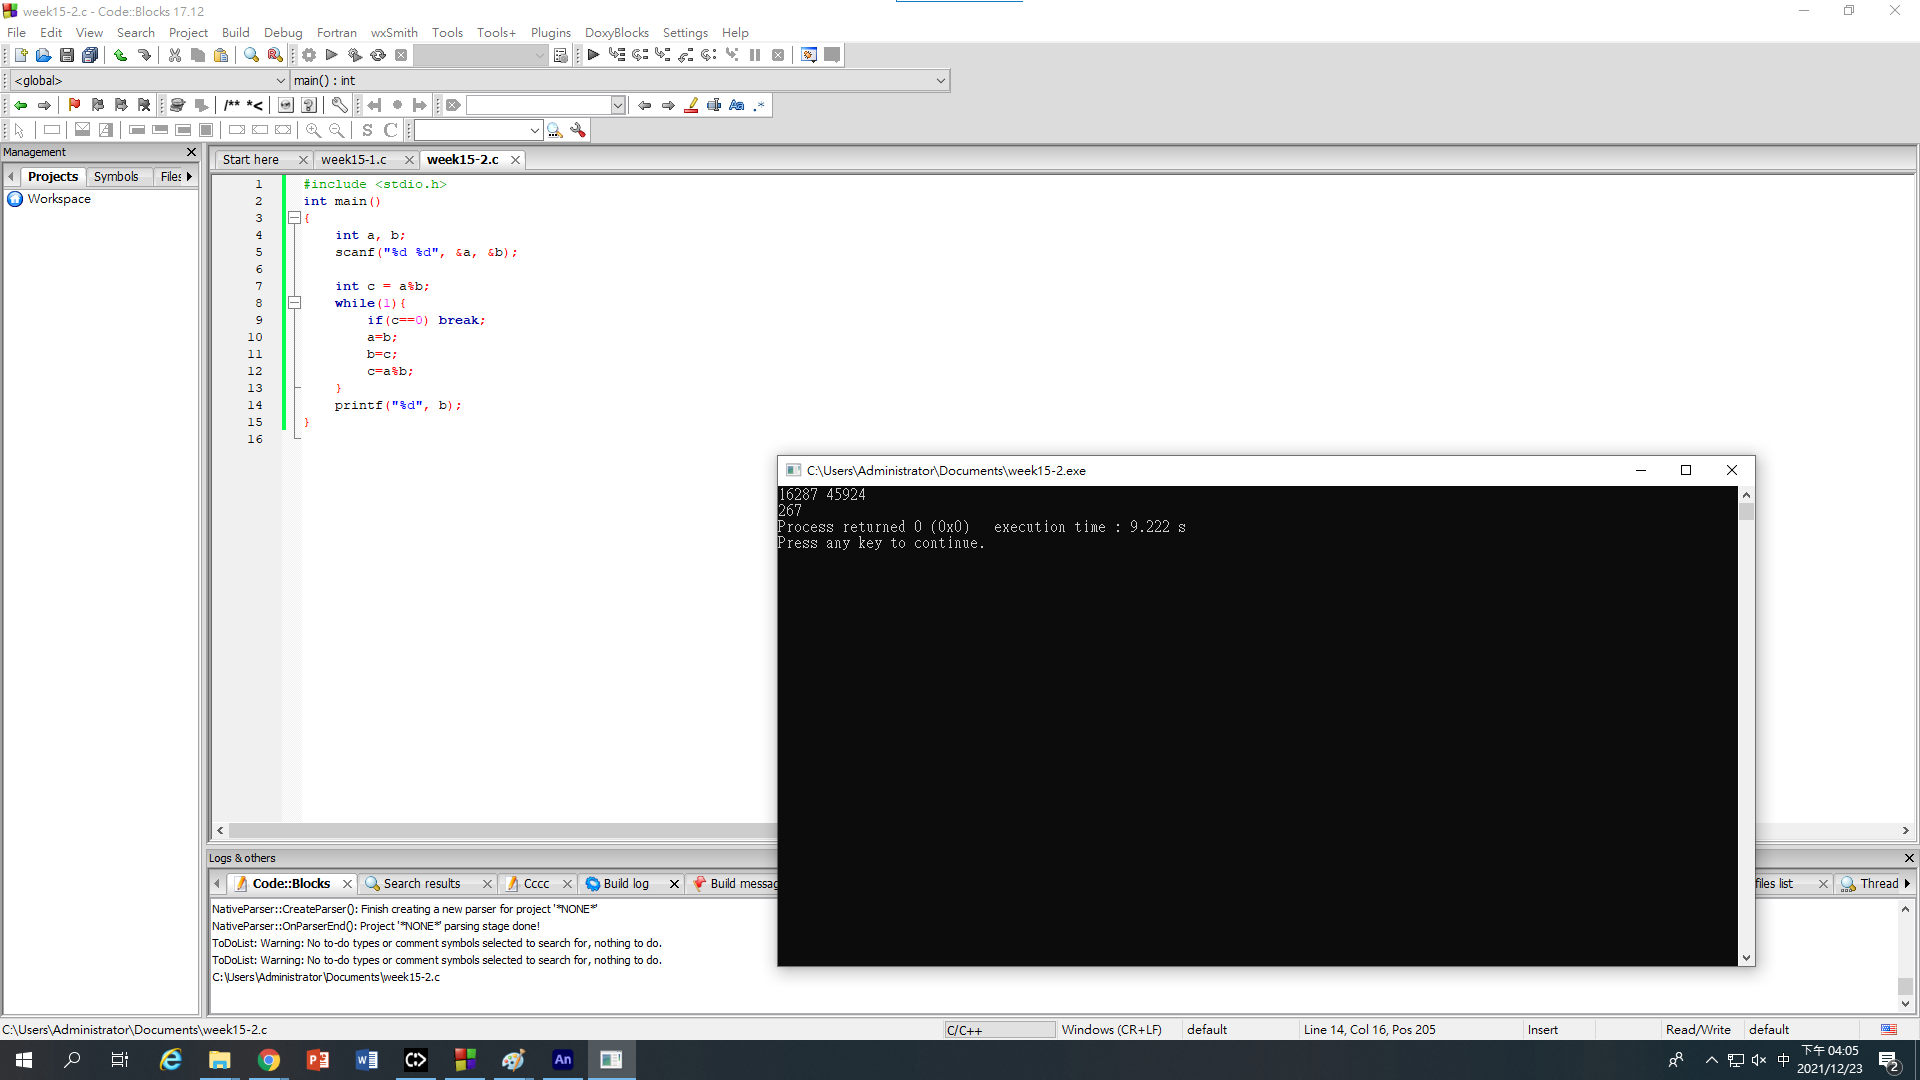 week15-2.c - Code::Blocks 17.12
File Edit View Search Project Build Debug Fortran wxSmith Tools Tools+ Plugins DoxyBlocks Settings Help
<global> main() : int
/** *<
S C
Management
Projects Symbols Files
Workspace
Start here week15-1.c week15-2.c
1 #include <stdio.h>
2 int main()
3 {
4 int a, b;
5 scanf("%d %d", &a, &b);
6
7 int c = a%b;
8 while(1){
9 if(c==0) break;
10 a=b;
11 b=c;
12 c=a%b;
13 }
14 printf("%d", b);
15 }
16
C:\Users\Administrator\Documents\week15-2.exe
16287 45924
267
Process returned 0 (0x0) execution time : 9.222 s
Press any key to continue.
Logs & others
Code::Blocks Search results Cccc Build log Build messag files list Thread
NativeParser::CreateParser(): Finish creating a new parser for project '*NONE*'
NativeParser::OnParserEnd(): Project '*NONE*' parsing stage done!
ToDoList: Warning: No to-do types or comment symbols selected to search for, nothing to do.
ToDoList: Warning: No to-do types or comment symbols selected to search for, nothing to do.
C:\Users\Administrator\Documents\week15-2.c
C:\Users\Administrator\Documents\week15-2.c C/C++ Windows (CR+LF) default Line 14, Col 16, Pos 205 Insert Read/Write default
An 中 下午 04:05
2021/12/23 2